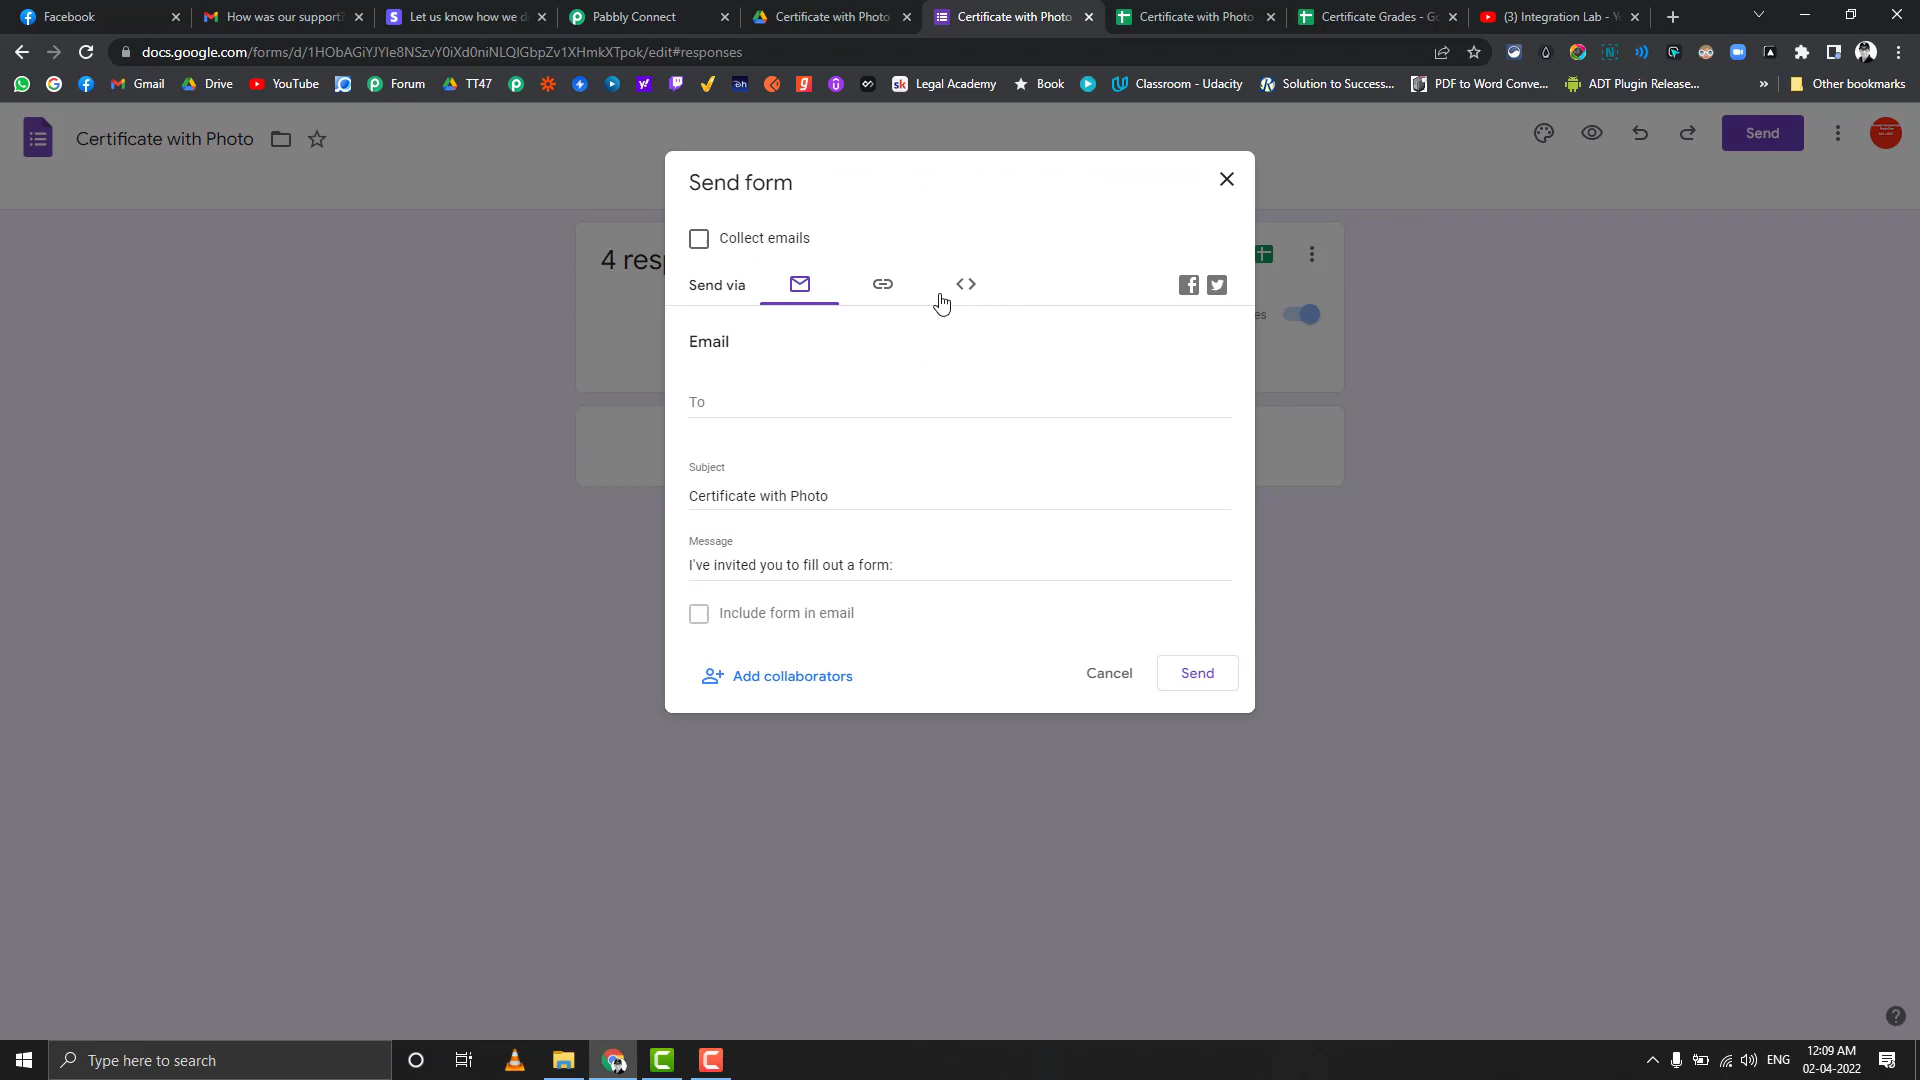 Facebook
How was our support?
Let us know how we d
Pabbly Connect
Certificate with Photo
Certificate with Photo
Certificate with Photo
Certificate Grades - Go
(3) Integration Lab - Yo
docs.google.com/forms/d/1HObAGiYJYle8NSzvY0iXd0niNLQlGbpZv1XHmkXTpok/edit#responses
Gmail
Drive
YouTube
Forum
TT47
Legal Academy
Book
Classroom - Udacity
Solution to Success...
PDF to Word Conve...
ADT Plugin Release...
»
Other bookmarks
Certificate with Photo
Send
4 resp
es
Send form
Collect emails
Send via
Email
To
Subject
Certificate with Photo
Message
I've invited you to fill out a form:
Include form in email
Add collaborators
Cancel
Send
Type here to search
ENG
12:09 AM
02-04-2022